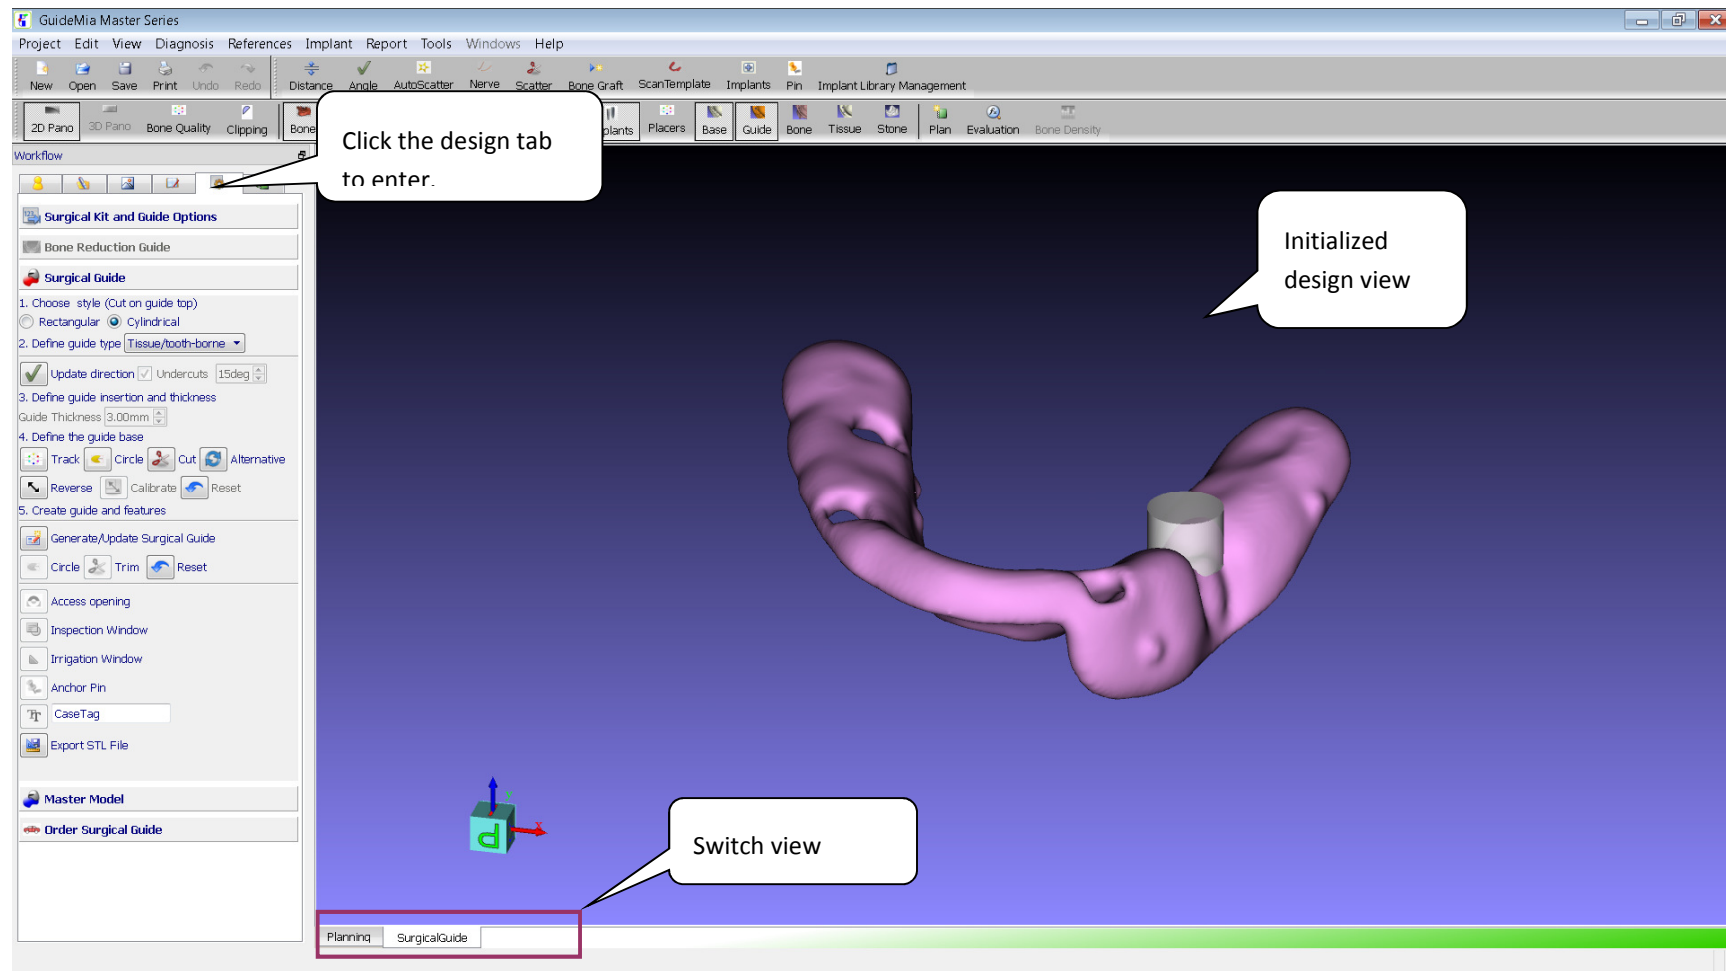 GuideMia Master Series
Project Edit View Diagnosis References Implant Report Tools Windows Help
New Open Save Print Undo Redo Distance Angle AutoScatter Nerve Scatter Bone Graft ScanTemplate Implants Pin Implant Library Management
2D Pano 3D Pano Bone Quality Clipping Bone plants Placers Base Guide Bone Tissue Stone Plan Evaluation Bone Density
Workflow
Click the design tab
to enter.
Surgical Kit and Guide Options
Bone Reduction Guide
Surgical Guide
1. Choose style (Cut on guide top)
Rectangular Cylindrical
2. Define guide type Tissue/tooth-borne
Update direction Undercuts 15deg
3. Define guide insertion and thickness
Guide Thickness 3.00mm
4. Define the guide base
Track Circle Cut Alternative
Reverse Calibrate Reset
5. Create guide and features
Generate/Update Surgical Guide
Circle Trim Reset
Access opening
Inspection Window
Irrigation Window
Anchor Pin
TT CaseTag
Export STL File
Master Model
Order Surgical Guide
Initialized
design view
y
x
P
Switch view
Planning SurgicalGuide